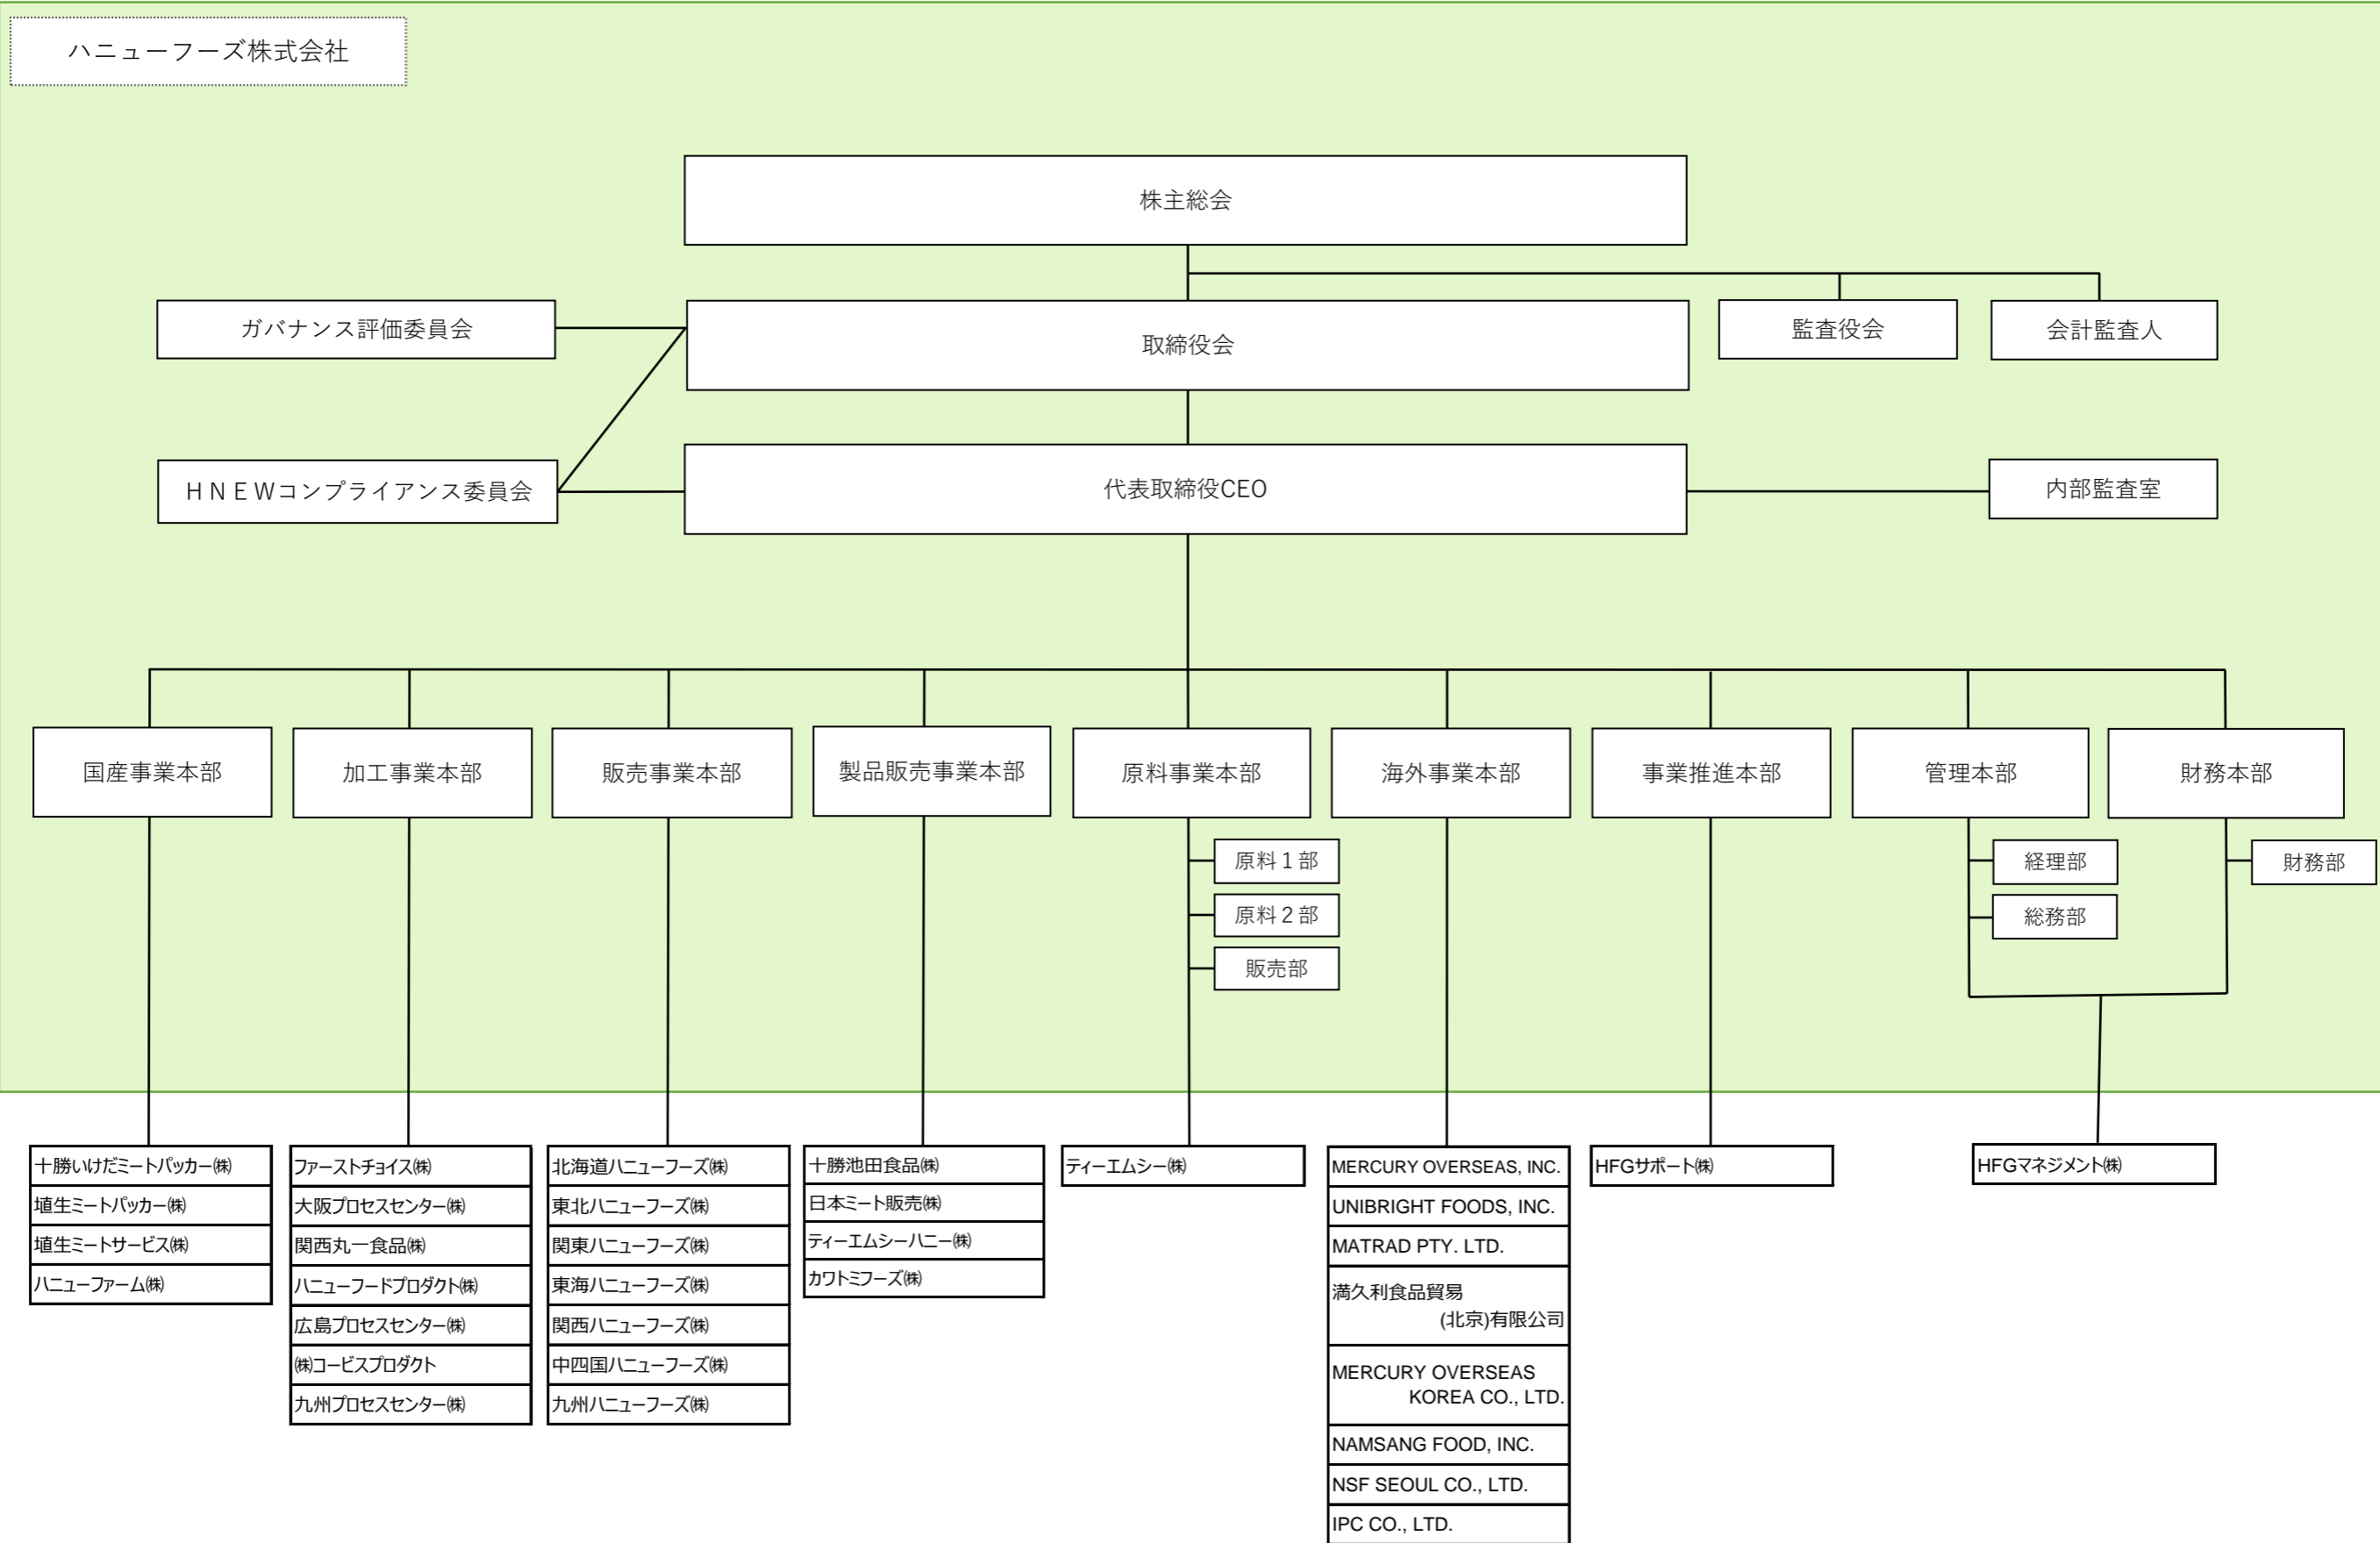 ハニューフーズ株式会社
株主総会
ガバナンス評価委員会
取締役会
監査役会
会計監査人
ＨＮＥＷコンプライアンス委員会
代表取締役CEO
内部監査室
国産事業本部
加工事業本部
販売事業本部
製品販売事業本部
原料事業本部
海外事業本部
事業推進本部
管理本部
財務本部
原料１部
原料２部
販売部
経理部
総務部
財務部
十勝いけだミートパッカー㈱
埴生ミートパッカー㈱
埴生ミートサービス㈱
ハニューファーム㈱
ファーストチョイス㈱
大阪プロセスセンター㈱
関西丸一食品㈱
ハニューフードプロダクト㈱
広島プロセスセンター㈱
㈱コービスプロダクト
九州プロセスセンター㈱
北海道ハニューフーズ㈱
東北ハニューフーズ㈱
関東ハニューフーズ㈱
東海ハニューフーズ㈱
関西ハニューフーズ㈱
中四国ハニューフーズ㈱
九州ハニューフーズ㈱
十勝池田食品㈱
日本ミート販売㈱
ティーエムシーハニー㈱
カワトミフーズ㈱
ティーエムシー㈱
MERCURY OVERSEAS, INC.
UNIBRIGHT FOODS, INC.
MATRAD PTY. LTD.
満久利食品貿易
(北京)有限公司
MERCURY OVERSEAS
KOREA CO., LTD.
NAMSANG FOOD, INC.
NSF SEOUL CO., LTD.
IPC CO., LTD.
HFGサポート㈱
HFGマネジメント㈱